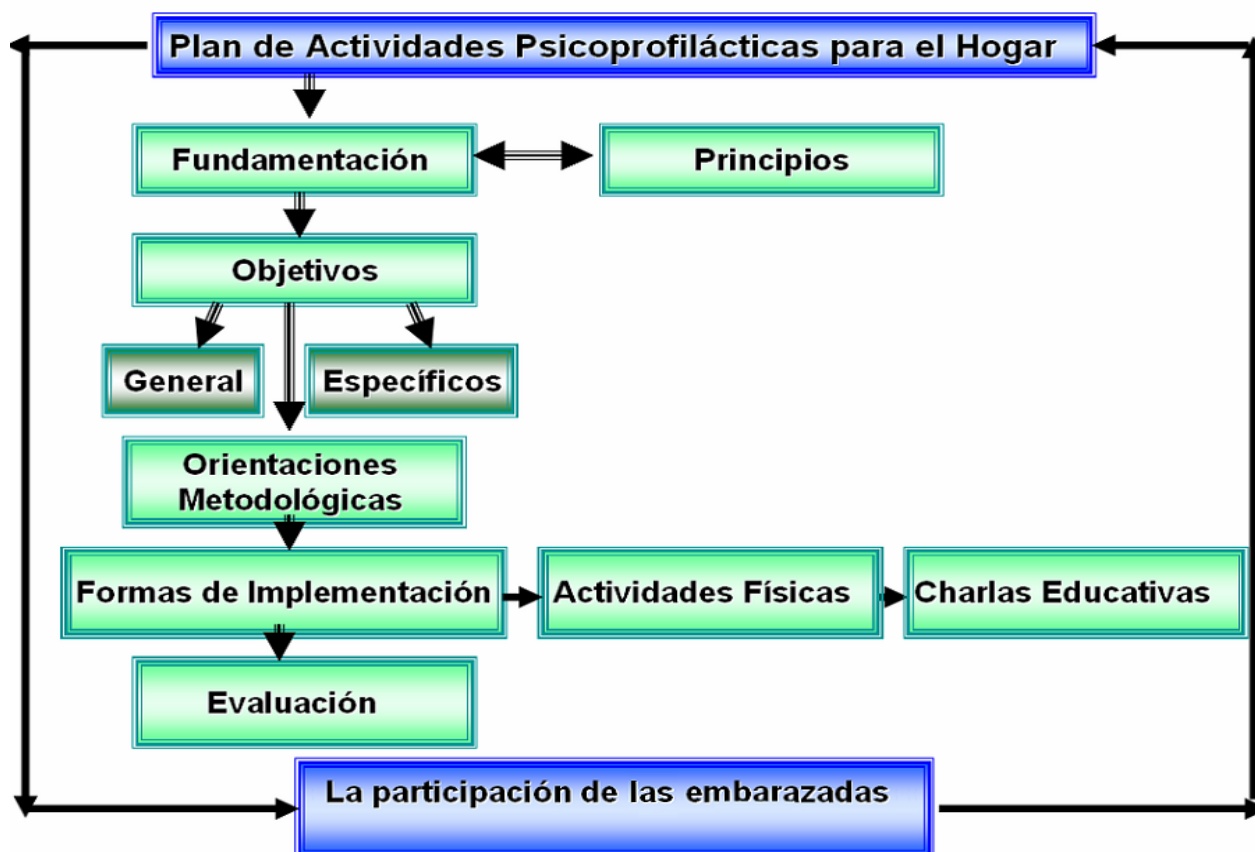 Plan de Actividades Psicoprofilácticas para el Hogar
Fundamentación
Principios
Objetivos
General
Específicos
Orientaciones
Metodológicas
Formas de Implementación
Actividades Físicas
Charlas Educativas
Evaluación
La participación de las embarazadas